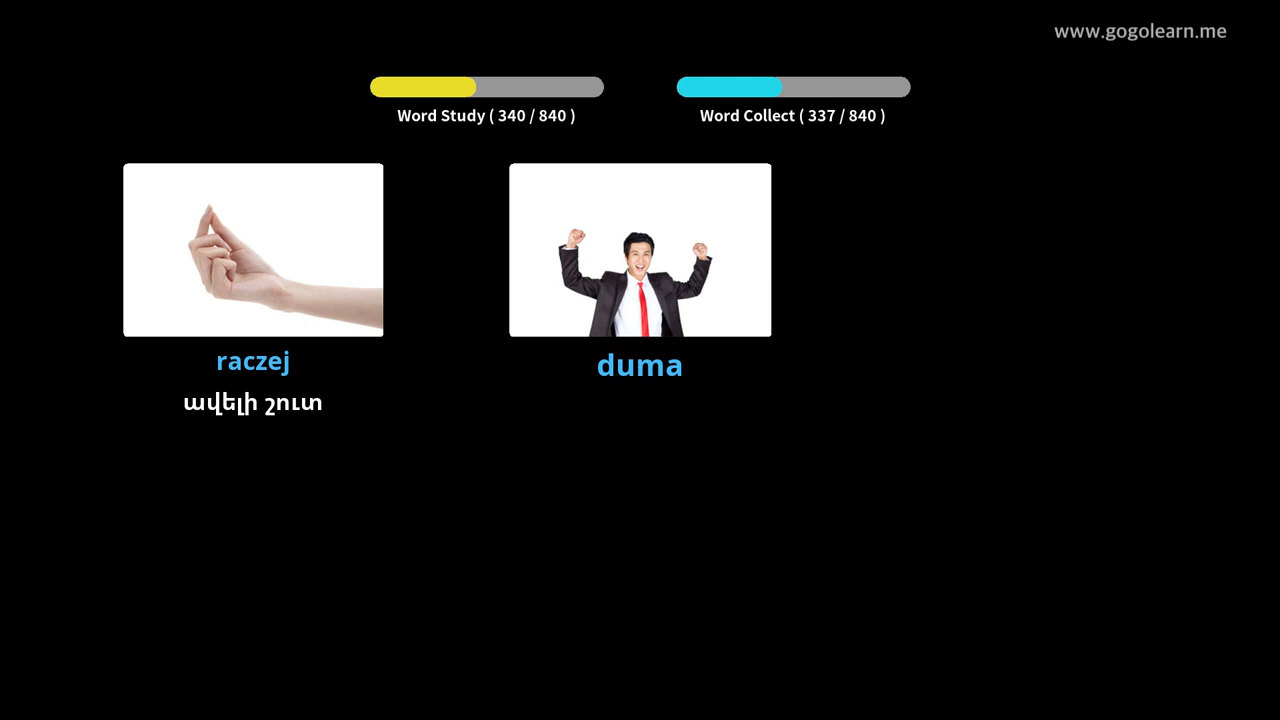 www.gogolearn.me
Word Study ( 340 / 840 )
Word Collect ( 337 / 840 )
raczej
ավելի շուտ
duma